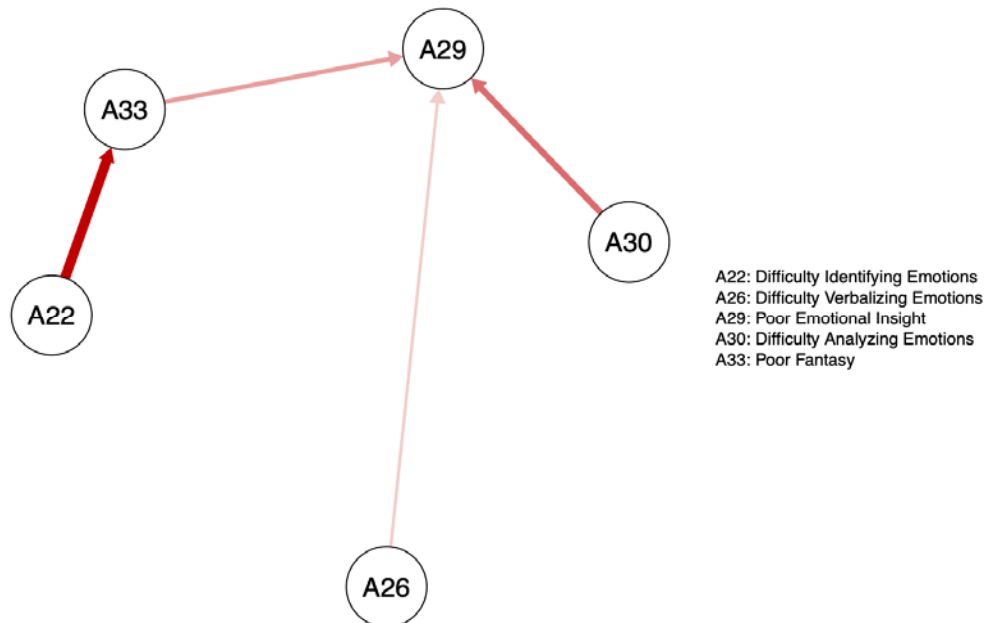 A29
A33
A30
A22
A26
A22: Difficulty Identifying Emotions
A26: Difficulty Verbalizing Emotions
A29: Poor Emotional Insight
A30: Difficulty Analyzing Emotions
A33: Poor Fantasy